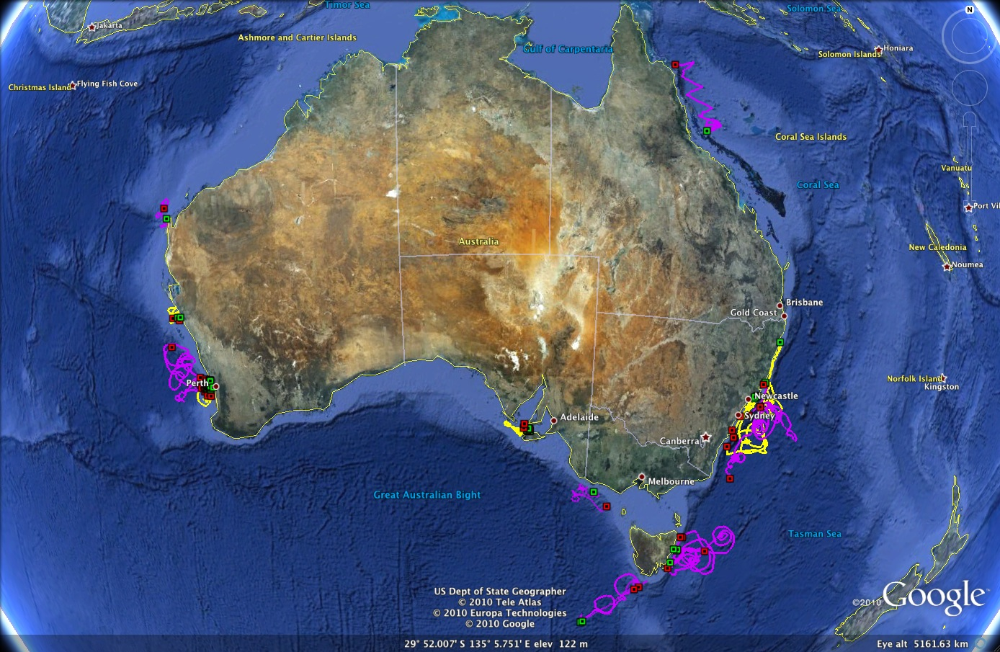 Timor Sea
Solomon Sea
Jakarta
Ashmore and Cartier Islands
Gulf of Carpentaria
Honiara
Solomon Islands
N
Christmas Island
Flying Fish Cove
Coral Sea Islands
Vanuatu
Coral Sea
Port Vil
Australia
New Caledonia
Noumea
Brisbane
Gold Coast
Perth
Norfolk Island
Kingston
Newcastle
Sydney
Adelaide
Canberra
Melbourne
Great Australian Bight
Tasman Sea
US Dept of State Geographer
© 2010 Tele Atlas
© 2010 Europa Technologies
© 2010 Google
©2010 Google™
29° 52.007' S 135° 5.751' E elev 122 m
Eye alt 5161.63 km